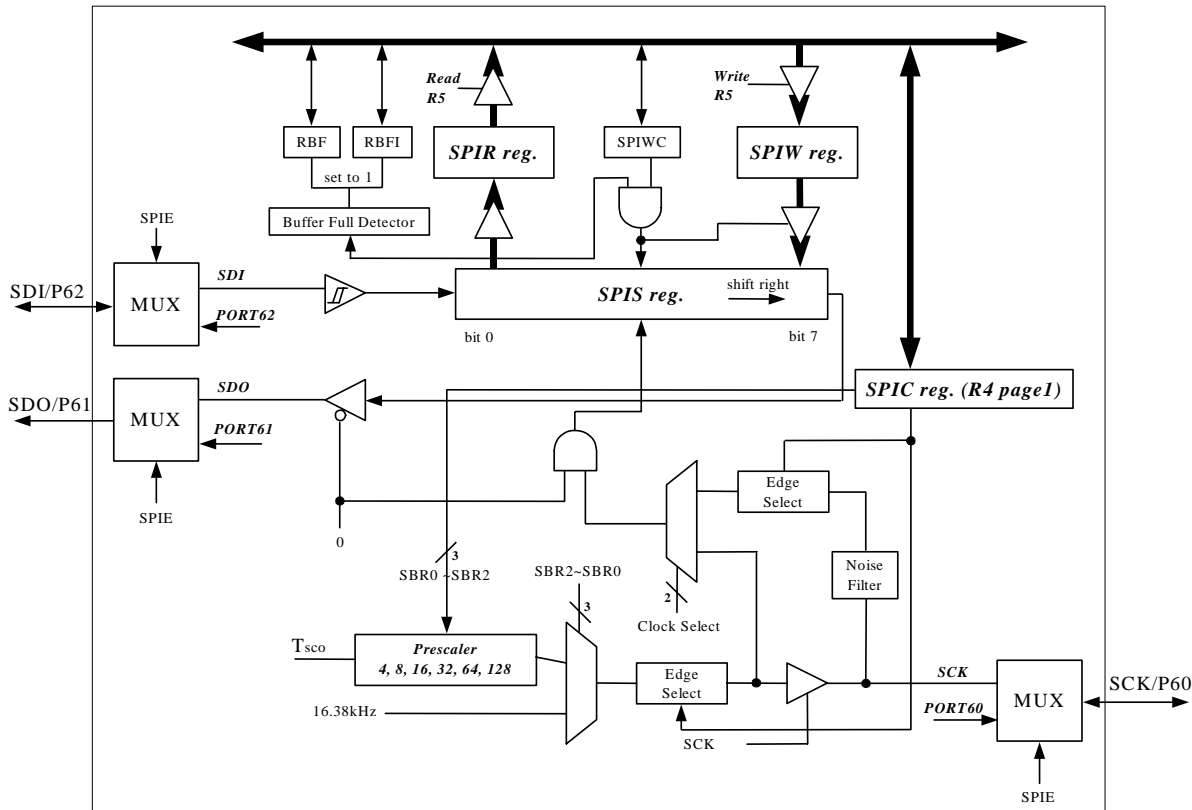 Read
R5
Write
R5
RBF
RBFI
SPIR reg.
SPIWC
SPIW reg.
set to 1
Buffer Full Detector
SPIE
SDI/P62
MUX
SDI
PORT62
SPIS reg.
shift right
bit 0
bit 7
SDO/P61
MUX
SDO
PORT61
SPIE
SPIC reg. (R4 page1)
0
Edge
Select
Noise
Filter
3
SBR0 ~SBR2
SBR2~SBR0
3
2
Clock Select
Tsco
Prescaler
4, 8, 16, 32, 64, 128
16.38kHz
Edge
Select
SCK
SCK
PORT60
MUX
SCK/P60
SPIE